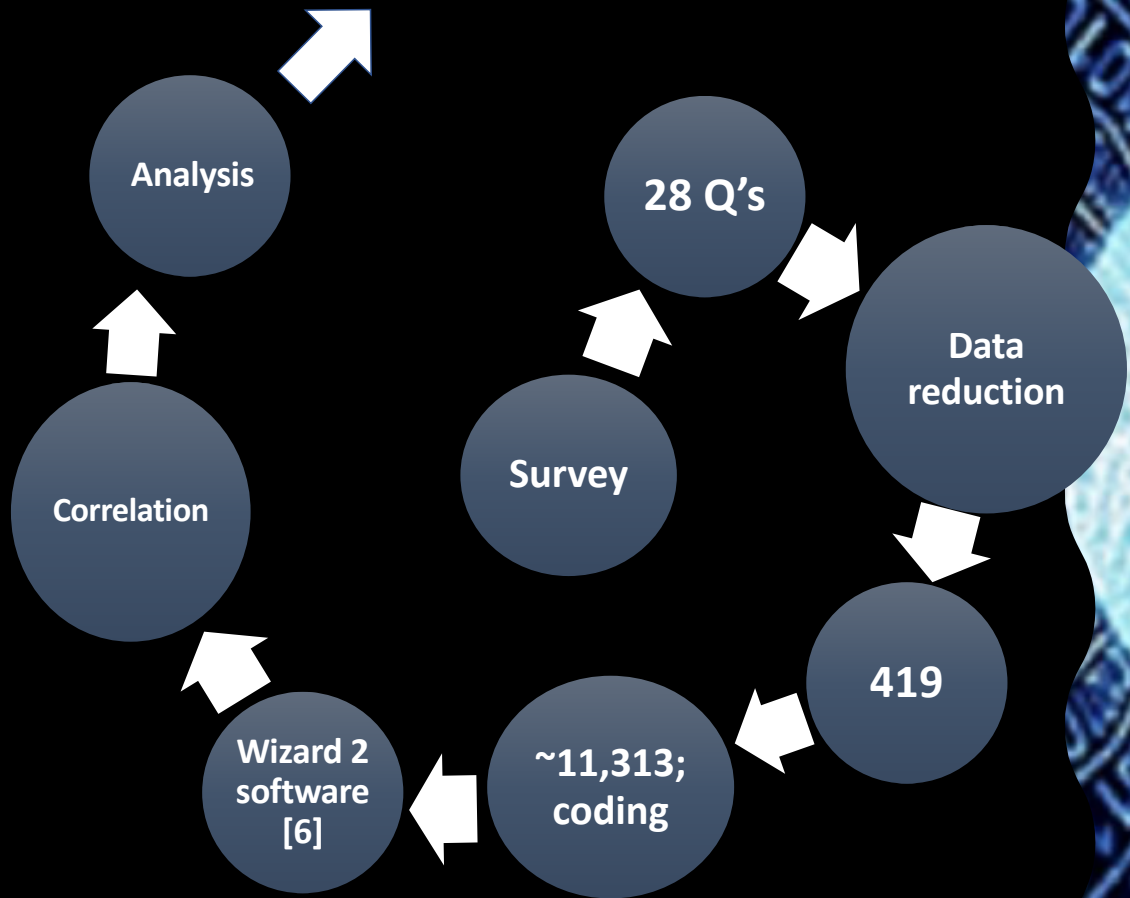 Survey
28 Q’s
Data
reduction
419
~11,313;
coding
Wizard 2
software
[6]
Correlation
Analysis